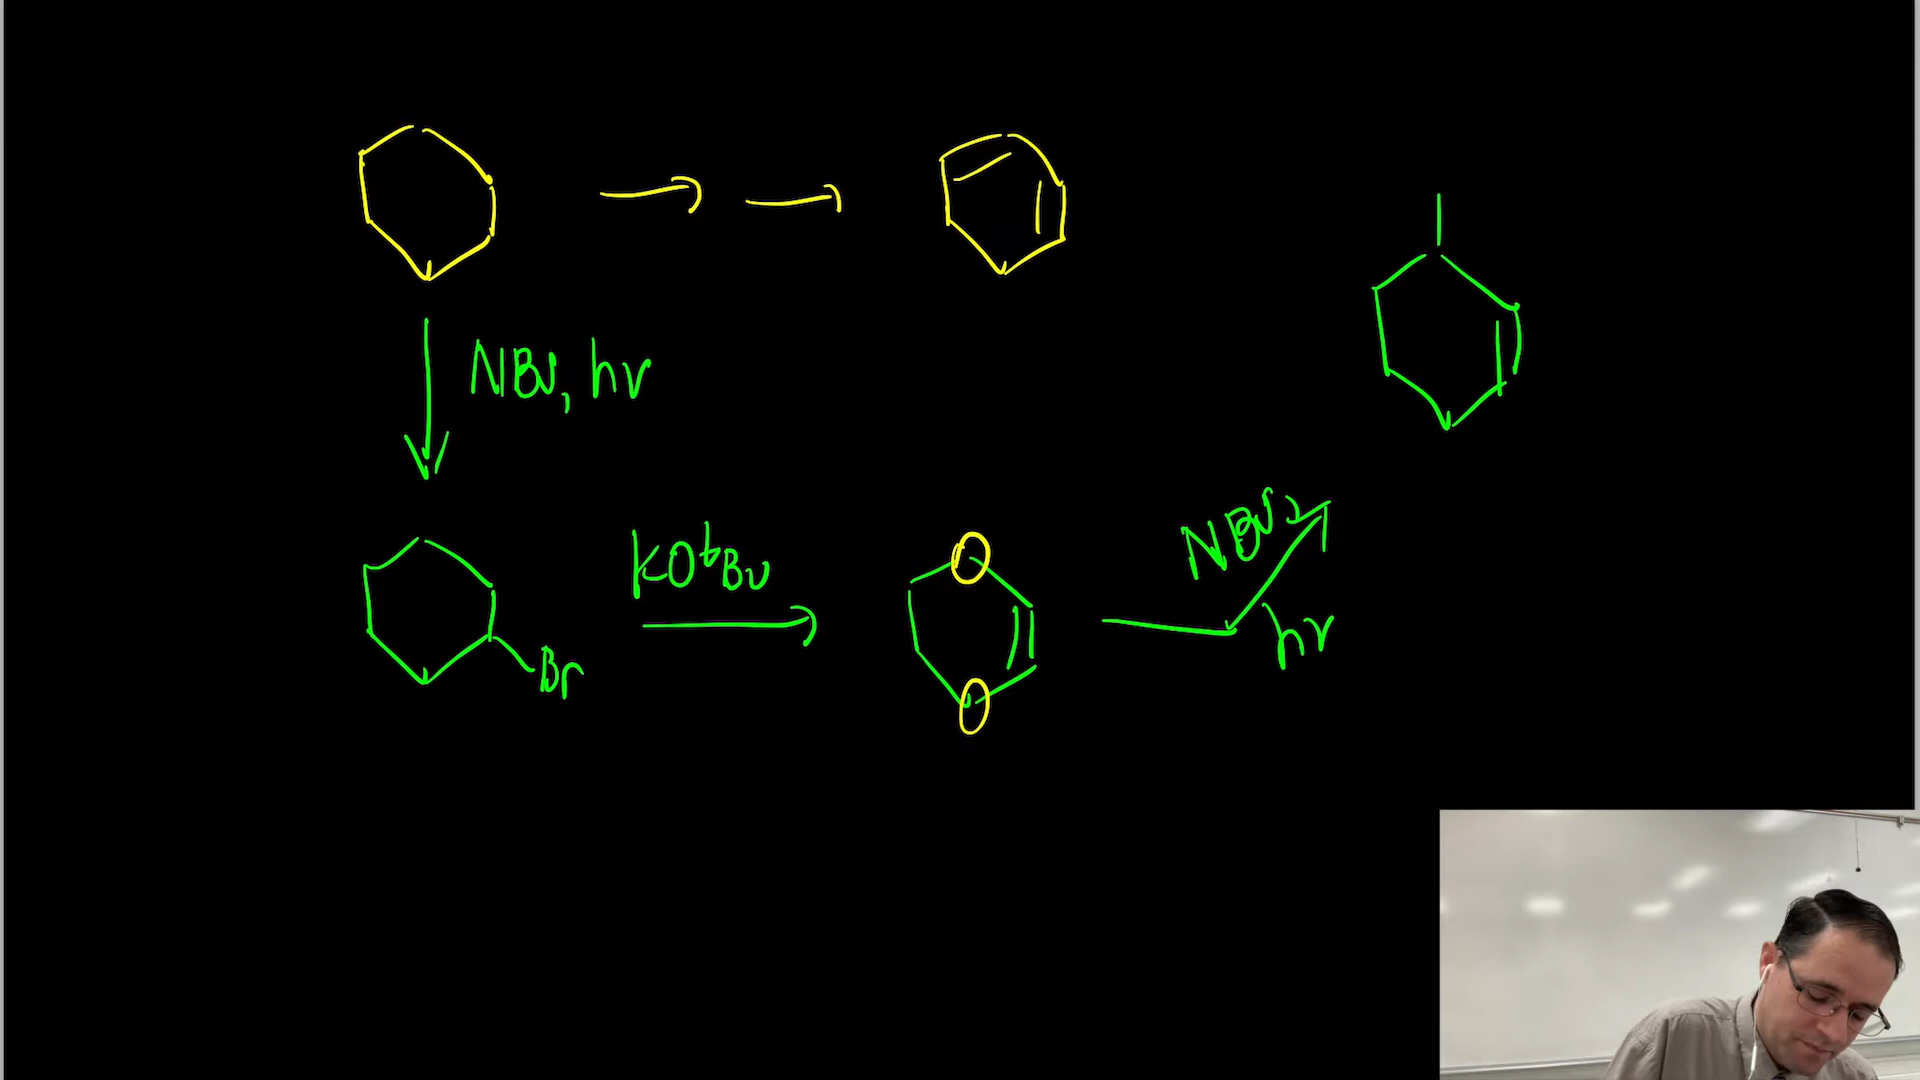 NBS, hν
KOᵗBu
NBS,
hν
Br